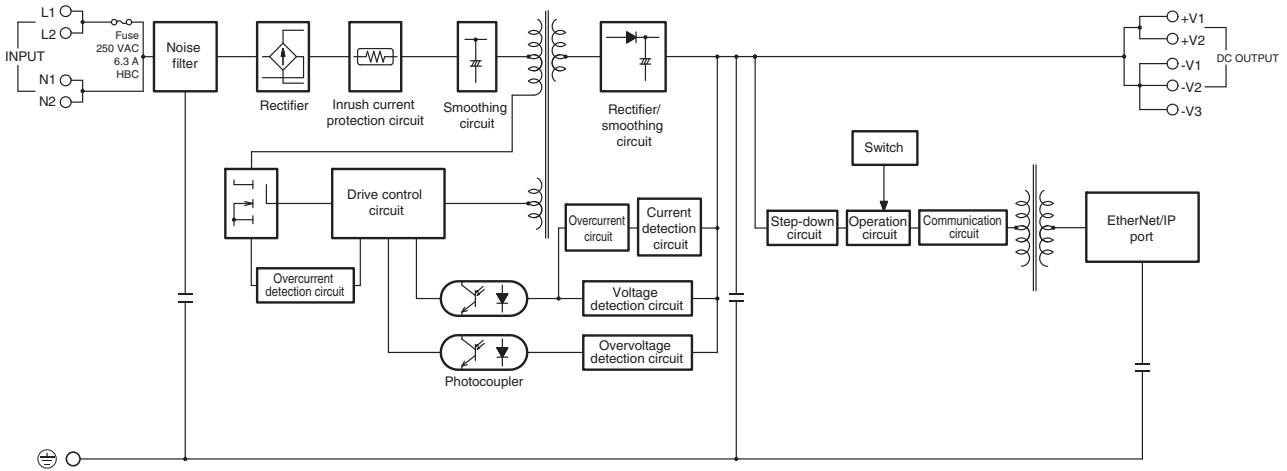 L1
L2
INPUT
N1
N2
Fuse
250 VAC
6.3 A
HBC
Noise
filter
Rectifier
Inrush current
protection circuit
Smoothing
circuit
Rectifier/
smoothing
circuit
+V1
+V2
DC OUTPUT
-V1
-V2
-V3
Switch
Drive control
circuit
Overcurrent
circuit
Current
detection
circuit
Step-down
circuit
Operation
circuit
Communication
circuit
EtherNet/IP
port
Overcurrent
detection circuit
Voltage
detection circuit
Overvoltage
detection circuit
Photocoupler